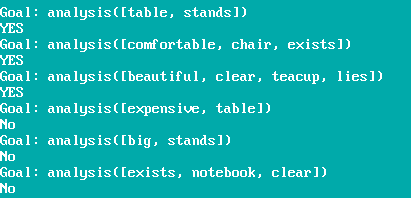 Goal: analysis([table, stands])
YES
Goal: analysis([comfortable, chair, exists])
YES
Goal: analysis([beautiful, clear, teacup, lies])
YES
Goal: analysis([expensive, table])
No
Goal: analysis([big, stands])
No
Goal: analysis([exists, notebook, clear])
No